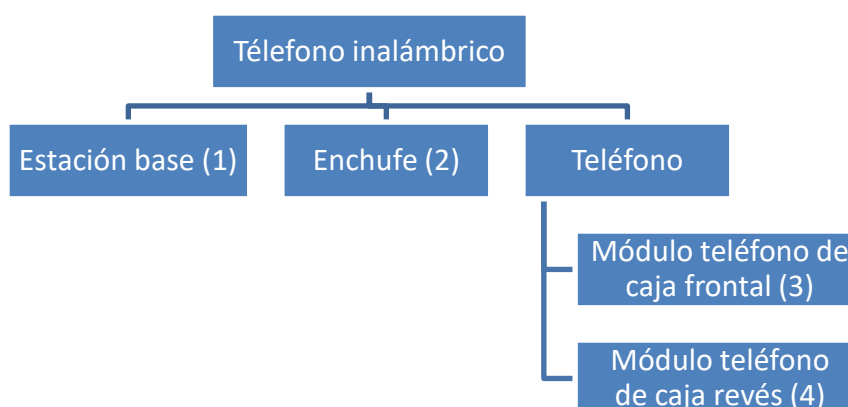 Télefono inalámbrico
Estación base (1)
Enchufe (2)
Teléfono
Módulo teléfono de
caja frontal (3)
Módulo teléfono
de caja revés (4)